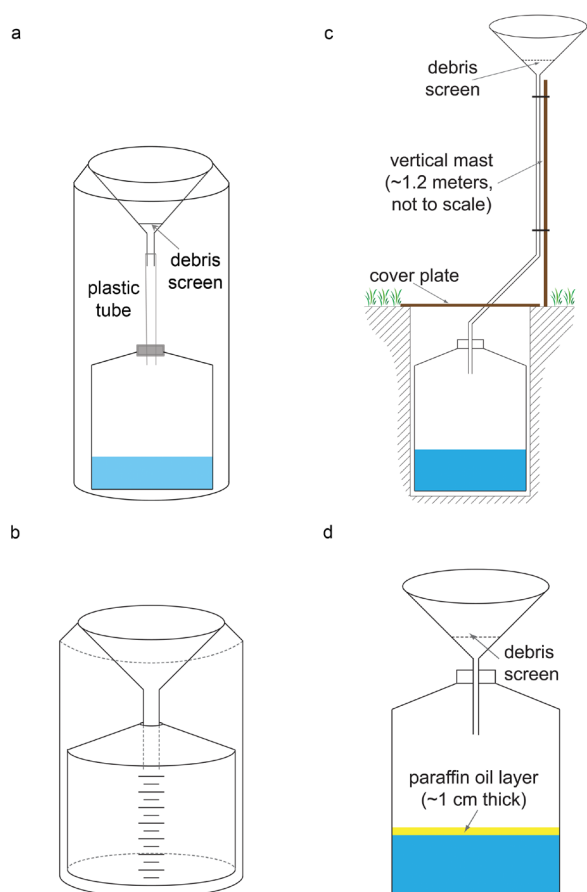 a
debris
screen
plastic
tube
b
c
debris
screen
vertical mast
(~1.2 meters,
not to scale)
cover plate
d
debris
screen
paraffin oil layer
(~1 cm thick)